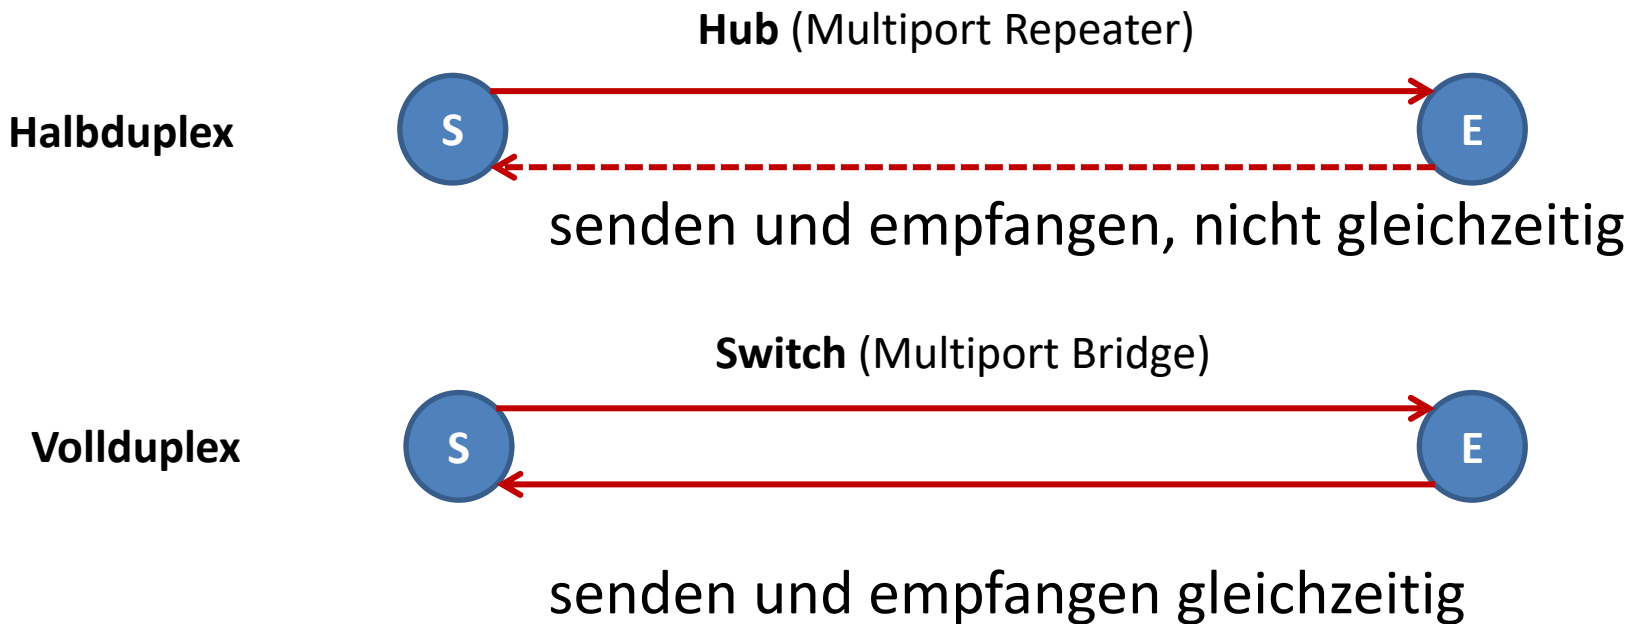 Hub (Multiport Repeater)
Halbduplex
S
E
senden und empfangen, nicht gleichzeitig
Switch (Multiport Bridge)
Vollduplex
S
E
senden und empfangen gleichzeitig